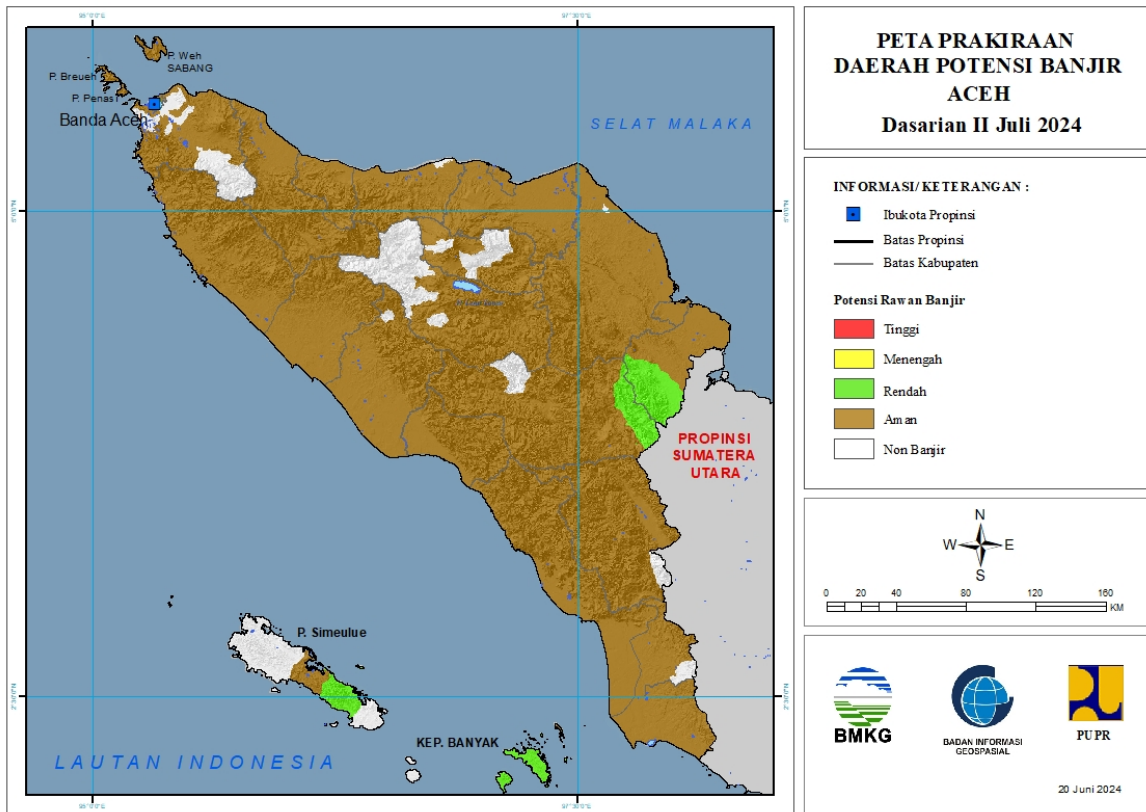 PETA PRAKIRAAN
DAERAH POTENSI BANJIR
ACEH
Dasarian II Juli 2024
INFORMASI/ KETERANGAN :
Ibukota Propinsi
Batas Propinsi
Batas Kabupaten
Potensi Rawan Banjir
Tinggi
Menengah
Rendah
Aman
Non Banjir
N
W E
S
0 20 40 80 120 160
KM
BMKG
BADAN INFORMASI
GEOSPASIAL
PUPR
20 Juni 2024
P. Weh
SABANG
P. Breueh
P. Penasi
Banda Aceh
SELAT MALAKA
PROPINSI
SUMATERA
UTARA
P. Simeulue
KEP. BANYAK
LAUTAN INDONESIA